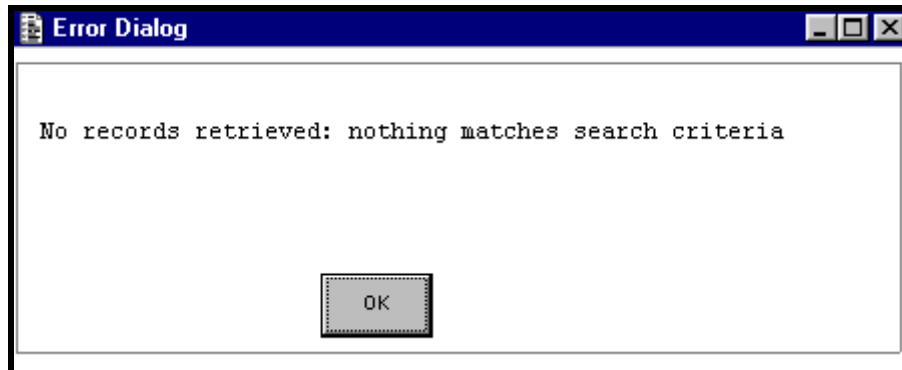 Error Dialog
No records retrieved: nothing matches search criteria
OK